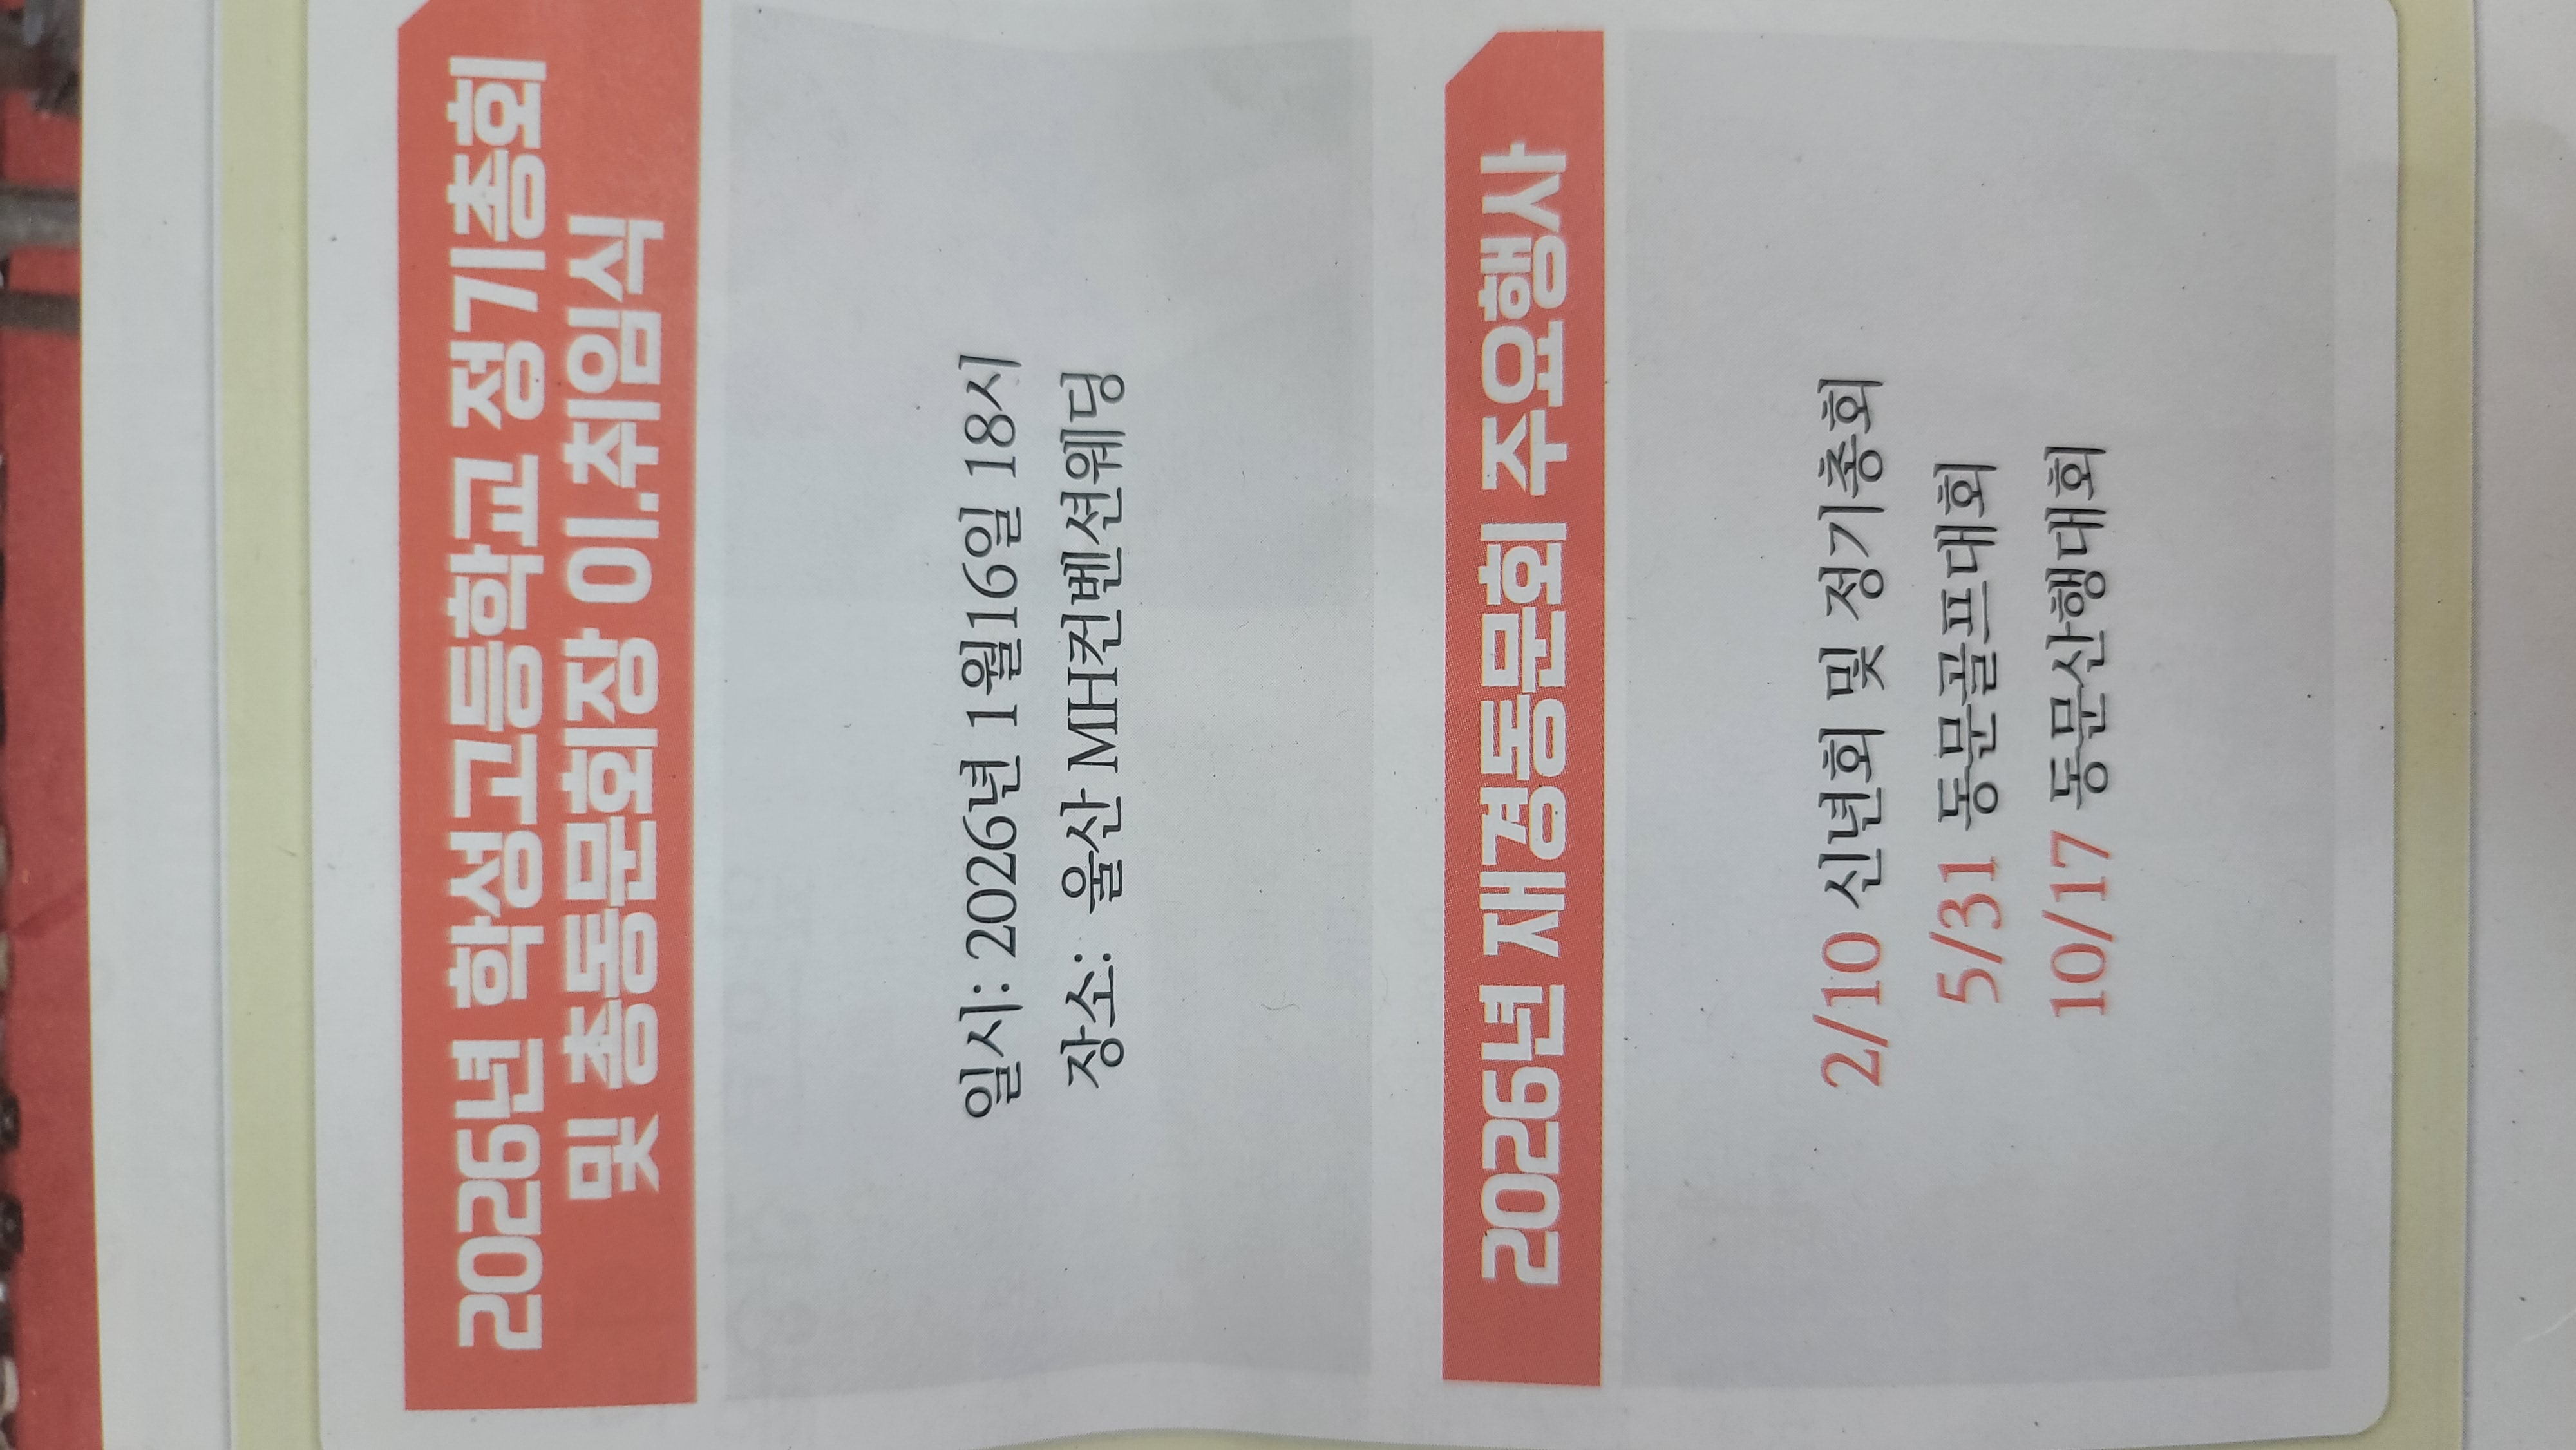 2026년 학성고등학교 정기총회
및 총동문회장 이.취임식
일시: 2026년 1월16일 18시
장소: 울산 MH컨벤션웨딩
2026년 재경동문회 주요행사
2/10 신년회 및 정기총회
5/31 동문골프대회
10/17 동문산행대회